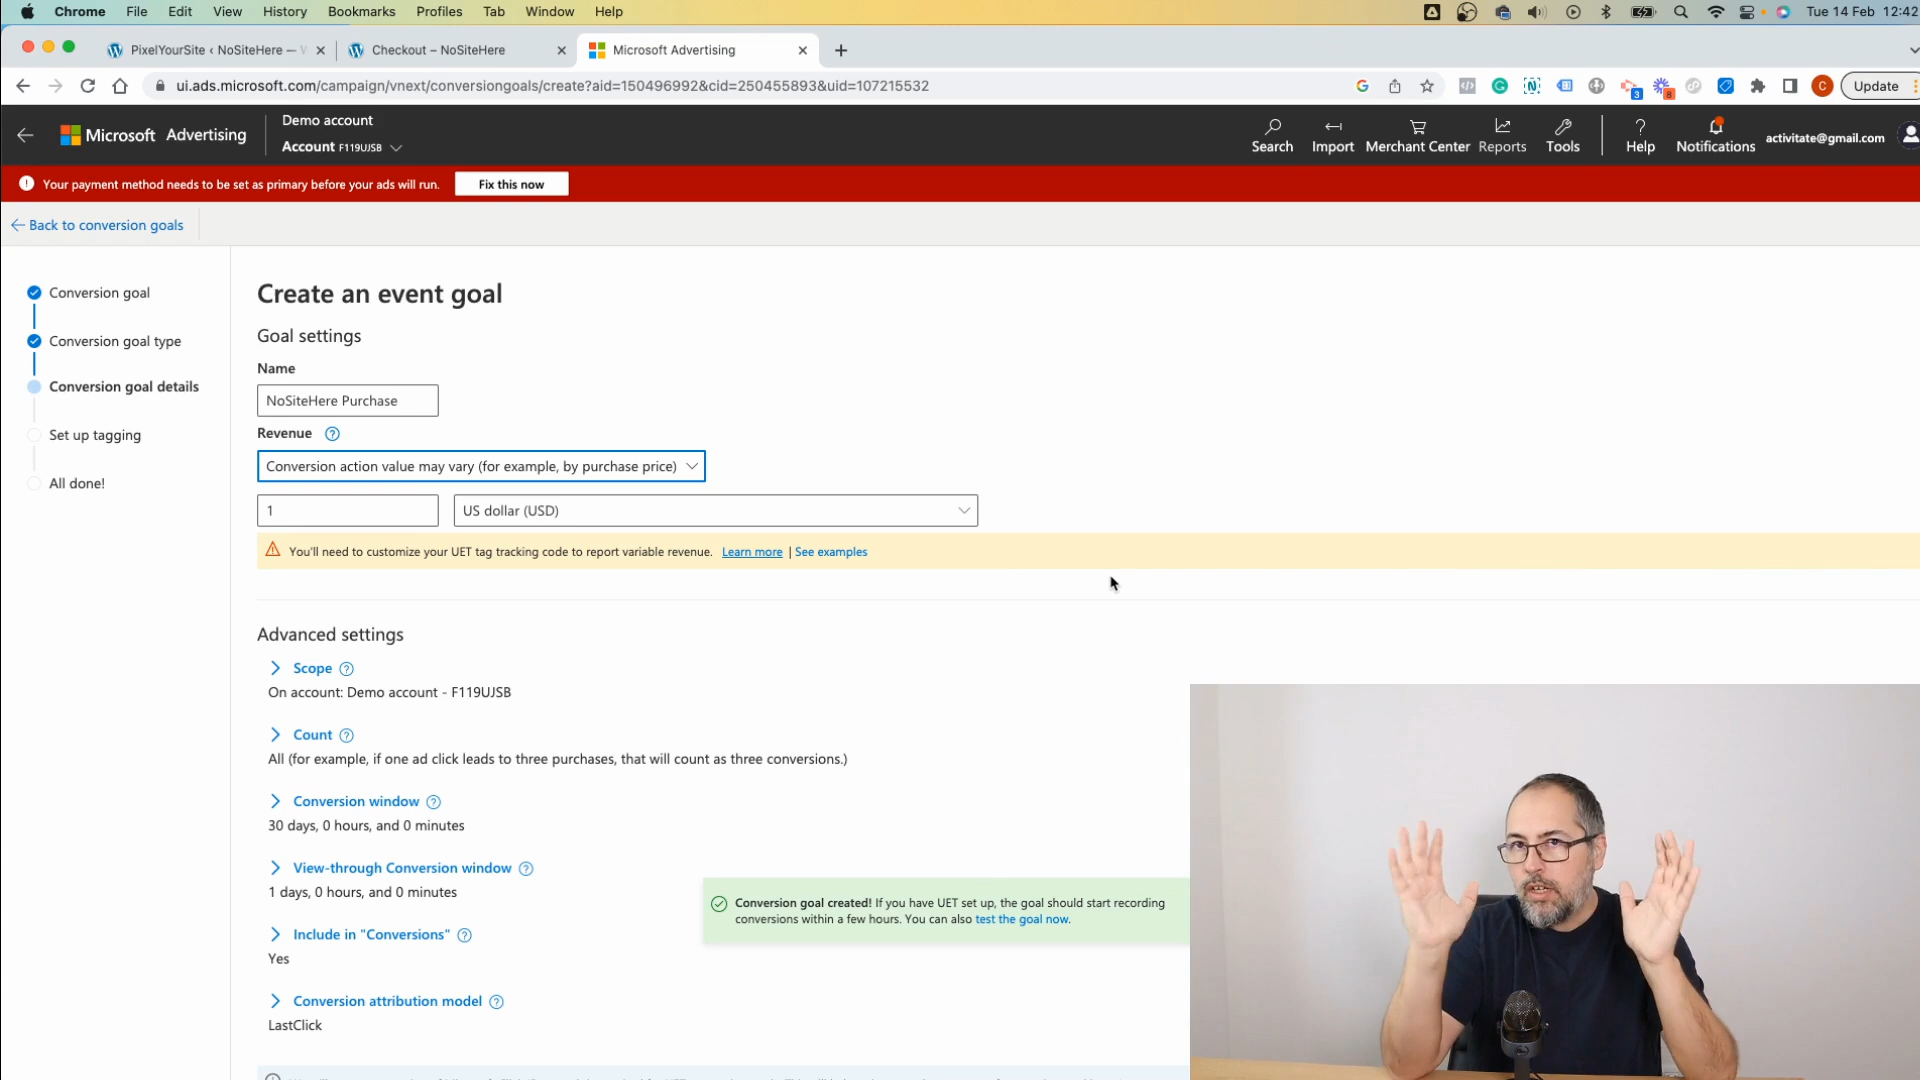 Chrome File Edit View History Bookmarks Profiles Tab Window Help
Tue 14 Feb 12:42
PixelYourSite ‹ NoSiteHere —
Checkout – NoSiteHere
Microsoft Advertising
ui.ads.microsoft.com/campaign/vnext/conversiongoals/create?aid=150496992&cid=250455893&uid=107215532
3
8
C
Update
Microsoft Advertising
Demo account
Account F119UJSB
Search
Import
Merchant Center
Reports
Tools
Help
Notifications
activitate@gmail.com
Your payment method needs to be set as primary before your ads will run.
Fix this now
Back to conversion goals
Conversion goal
Conversion goal type
Conversion goal details
Set up tagging
All done!
Create an event goal
Goal settings
Name
NoSiteHere Purchase
Revenue
Conversion action value may vary (for example, by purchase price)
1
US dollar (USD)
You'll need to customize your UET tag tracking code to report variable revenue. Learn more | See examples
Advanced settings
Scope
On account: Demo account - F119UJSB
Count
All (for example, if one ad click leads to three purchases, that will count as three conversions.)
Conversion window
30 days, 0 hours, and 0 minutes
View-through Conversion window
1 days, 0 hours, and 0 minutes
Include in "Conversions"
Yes
Conversion attribution model
LastClick
Conversion goal created! If you have UET set up, the goal should start recording
conversions within a few hours. You can also test the goal now.